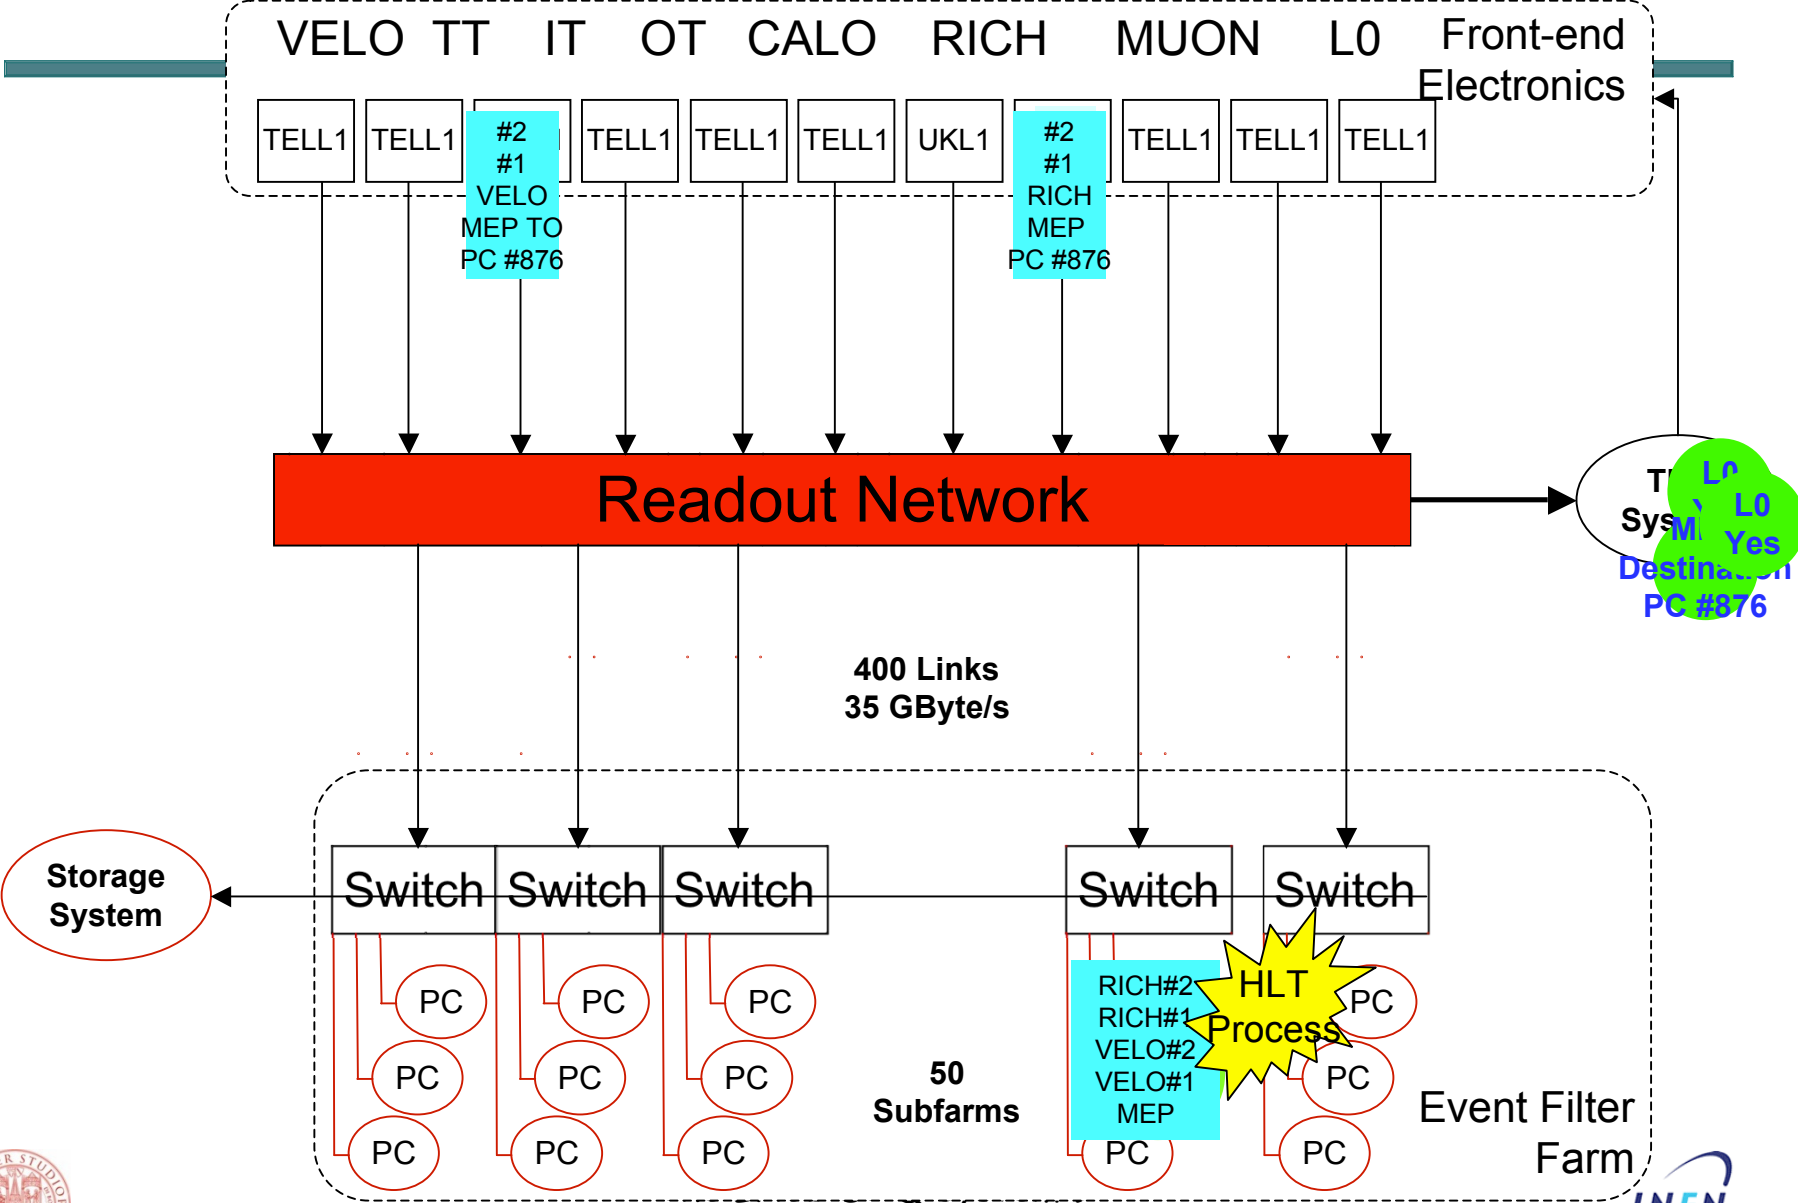 VELO TT IT OT CALO RICH MUON L0
Front-end
Electronics
TELL1 TELL1 TELL1 TELL1 TELL1 UKL1 TELL1 TELL1 TELL1
#2
#1
VELO
MEP TO
PC #876
#2
#1
RICH
MEP
PC #876
Readout Network
L0
L0
Yes
Destination
PC #876
400 Links
35 GByte/s
Storage
System
Switch Switch Switch Switch Switch
PC PC PC PC
PC PC PC PC
PC PC PC PC PC
RICH#2
RICH#1
VELO#2
VELO#1
MEP
HLT
Process
50
Subfarms
Event Filter
Farm